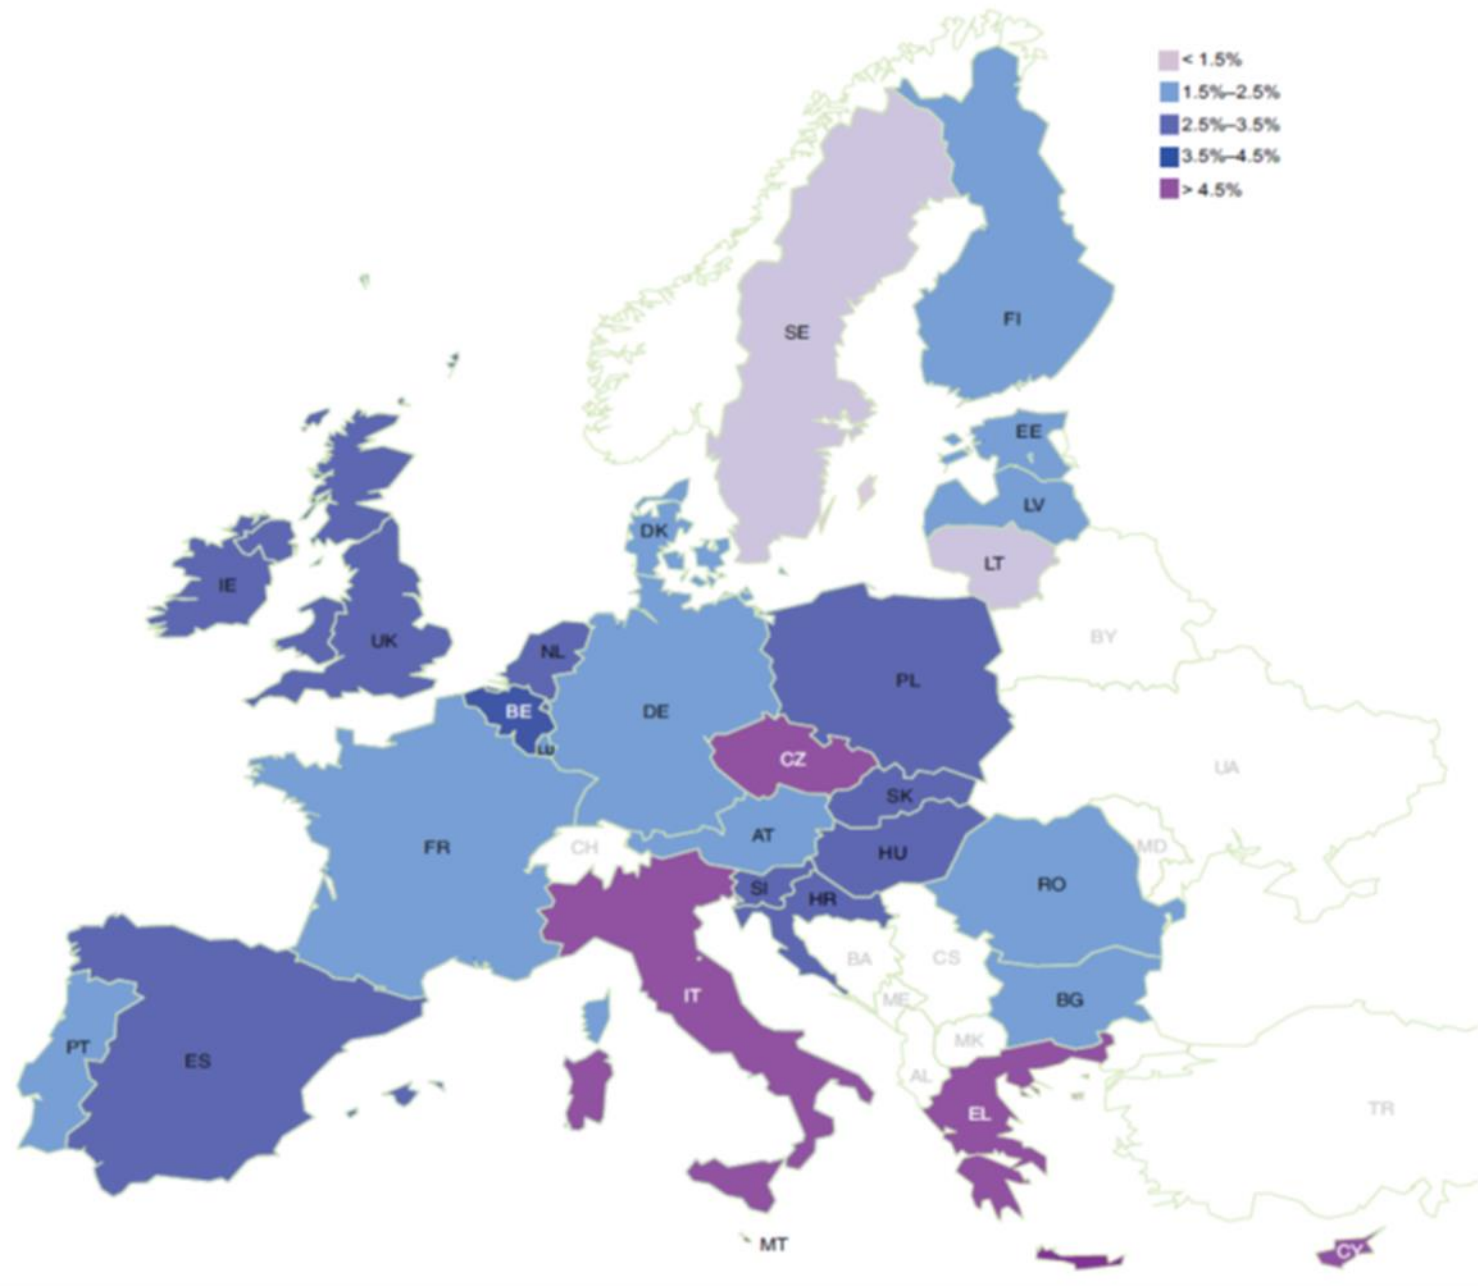 < 1.5%
1.5%–2.5%
2.5%–3.5%
3.5%–4.5%
> 4.5%
SE
FI
EE
LV
DK
LT
IE
UK
BY
NL
PL
BE
DE
LU
CZ
UA
SK
AT
FR
CH
HU
MD
SI
RO
HR
BA
CS
IT
ME
BG
PT
MK
ES
AL
EL
TR
MT
CY